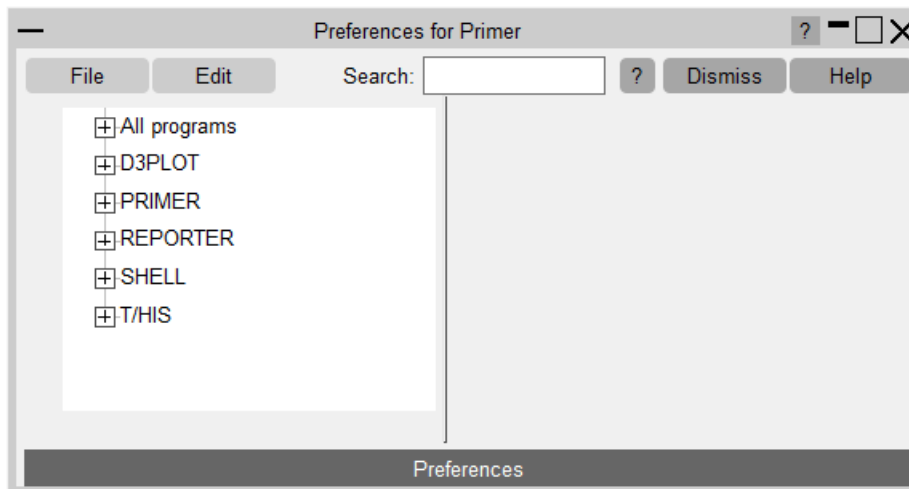 Preferences for Primer ?
File Edit Search: ? Dismiss Help
All programs
D3PLOT
PRIMER
REPORTER
SHELL
T/HIS
Preferences